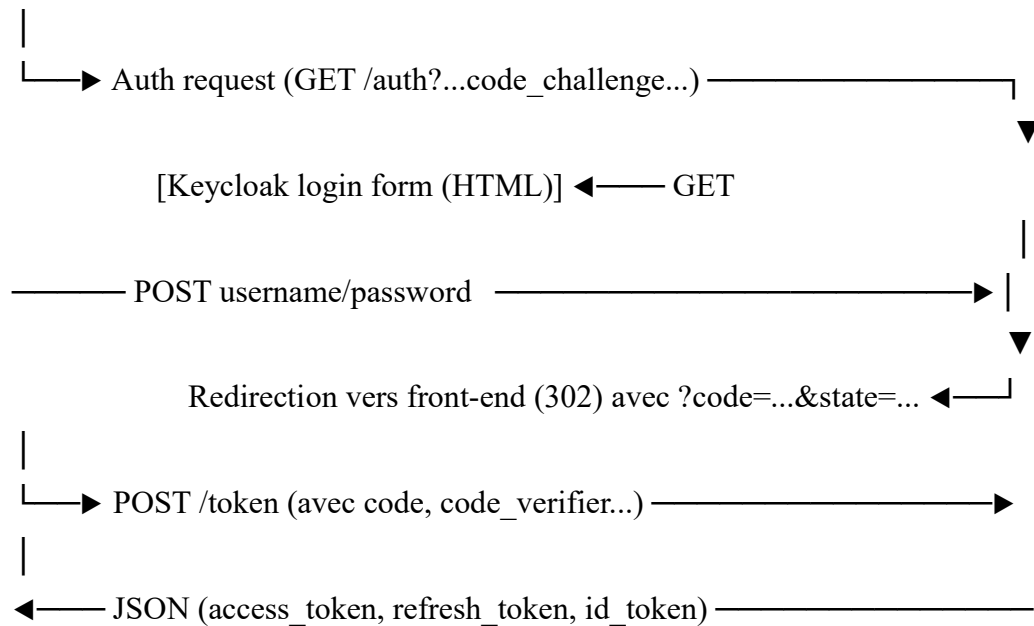 Auth request (GET /auth?...code_challenge...)
[Keycloak login form (HTML)] GET
POST username/password
Redirection vers front-end (302) avec ?code=...&state=...
POST /token (avec code, code_verifier...)
JSON (access_token, refresh_token, id_token)